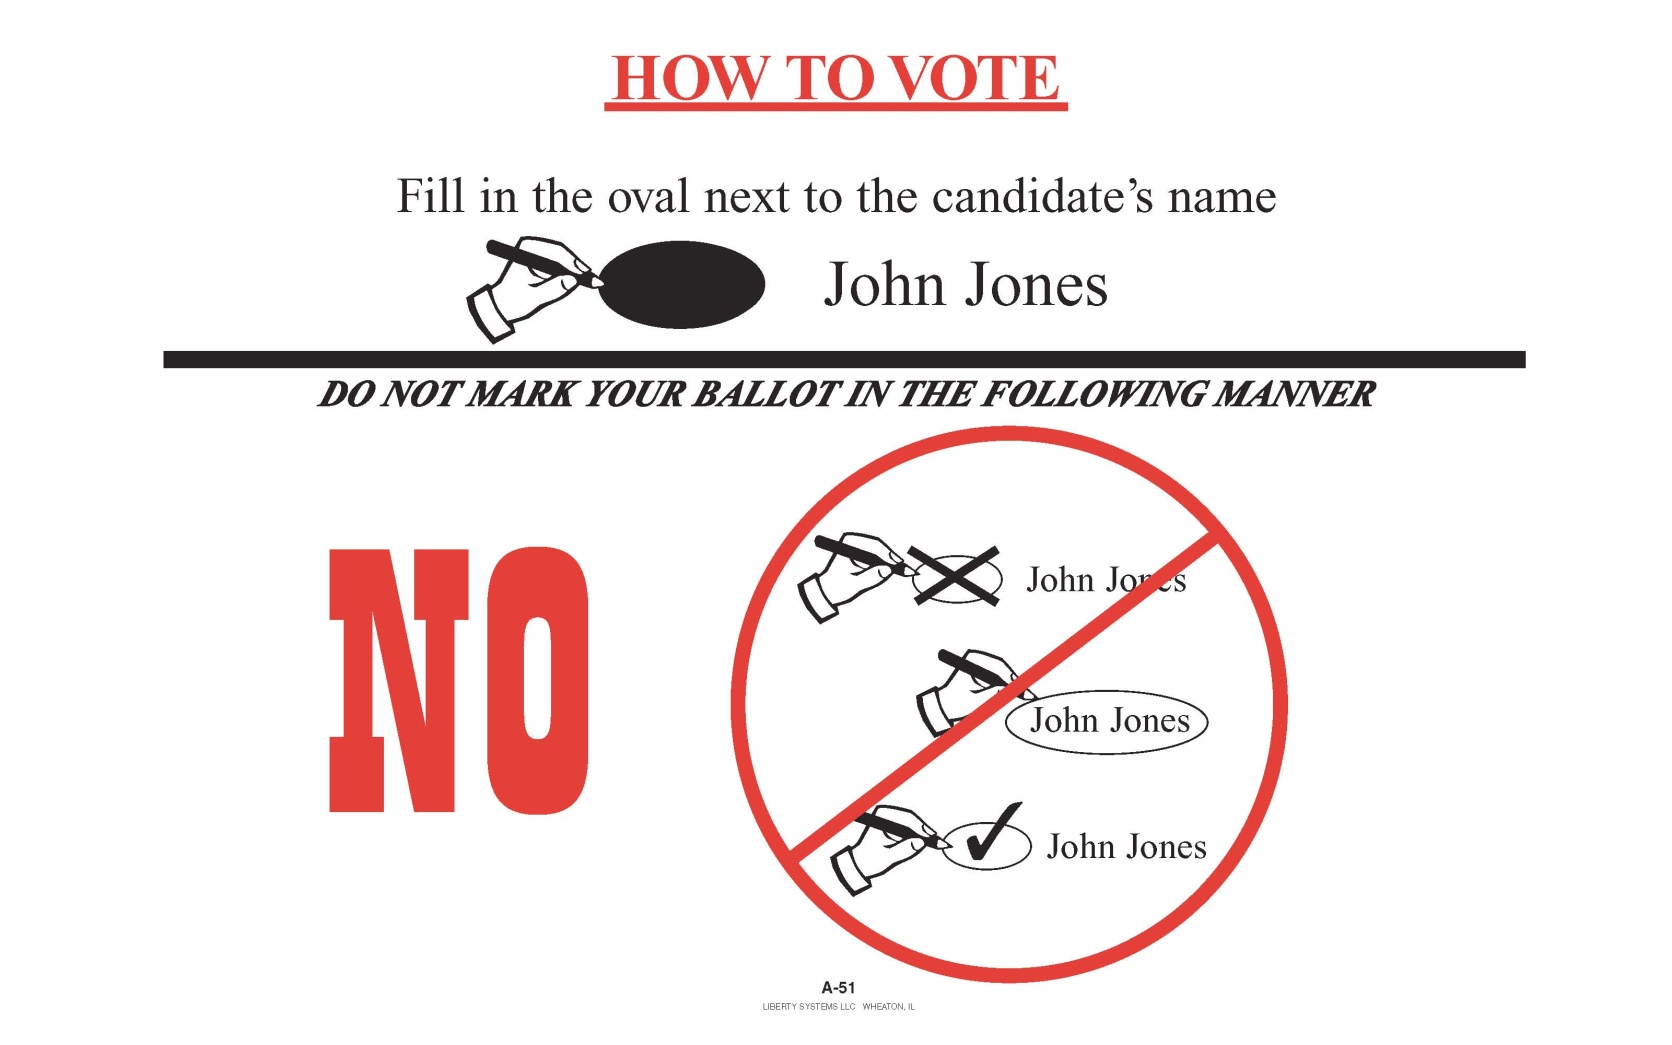 HOW TO VOTE
Fill in the oval next to the candidate’s name
John Jones
DO NOT MARK YOUR BALLOT IN THE FOLLOWING MANNER
NO
John Jones
John Jones
John Jones
A-51
LIBERTY SYSTEMS LLC WHEATON, IL